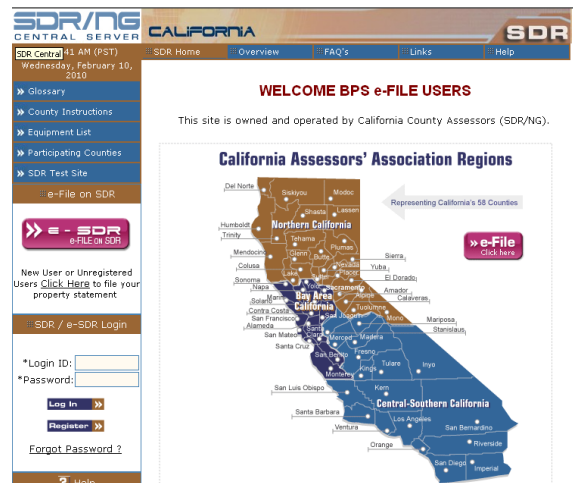 SDR/NG
CENTRAL SERVER
CALIFORNIA
SDR
SDR Central
41 AM (PST)
Wednesday, February 10,
2010
SDR Home
Overview
FAQ's
Links
Help
Glossary
County Instructions
Equipment List
Participating Counties
SDR Test Site
e-File on SDR
e - SDR
e-FILE ON SDR
New User or Unregistered
Users Click Here to file your
property statement
SDR / e-SDR Login
*Login ID:
*Password:
Log In
Register
Forgot Password ?
? Help
WELCOME BPS e-FILE USERS
This site is owned and operated by California County Assessors (SDR/NG).
California Assessors' Association Regions
Representing California's 58 Counties
e-File
Click here
Del Norte
Siskiyou
Modoc
Shasta
Lassen
Humboldt
Northern California
Trinity
Tehama
Plumas
Mendocino
Glenn
Butte
Sierra
Colusa
Nevada
Yuba
Lake
Placer
Sonoma
El Dorado
Napa
Yolo
Sacramento
Amador
Marin
Bay Area
Alpine
Calaveras
Solano
California
Tuolumne
Contra Costa
San Joaquin
Mono
Mariposa
San Francisco
Stanislaus
Alameda
Santa
Clara
San Mateo
Merced
Madera
Santa Cruz
Fresno
San Benito
Tulare
Inyo
Monterey
Kings
San Luis Obispo
Kern
Central-Southern California
Santa Barbara
Los Angeles
San Bernardino
Ventura
Orange
Riverside
San Diego
Imperial